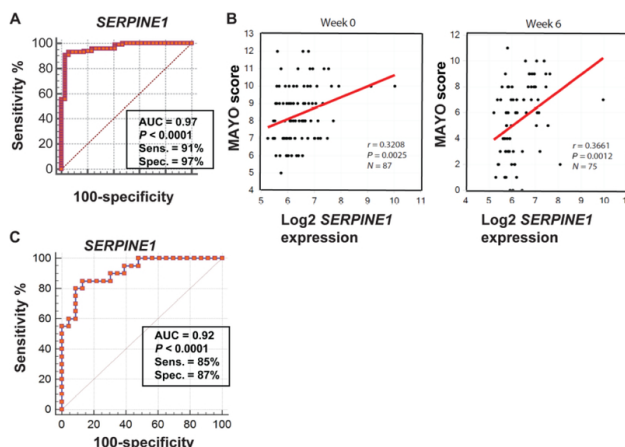 A
SERPINE1
Sensitivity %
100
80
60
40
20
0
AUC = 0.97
P < 0.0001
Sens. = 91%
Spec. = 97%
100-specificity
B
Week 0
MAYO score
13
12
11
10
9
8
7
6
5
4
r = 0.3208
P = 0.0025
N = 87
5 6 7 8 9 10 11
Log2 SERPINE1
expression
Week 6
MAYO score
12
10
8
6
4
2
0
r = 0.3661
P = 0.0012
N = 75
5 6 7 8 9 10 11
Log2 SERPINE1
expression
C
SERPINE1
Sensitivity %
100
80
60
40
20
0
AUC = 0.92
P < 0.0001
Sens. = 85%
Spec. = 87%
0 20 40 60 80 100
100-specificity